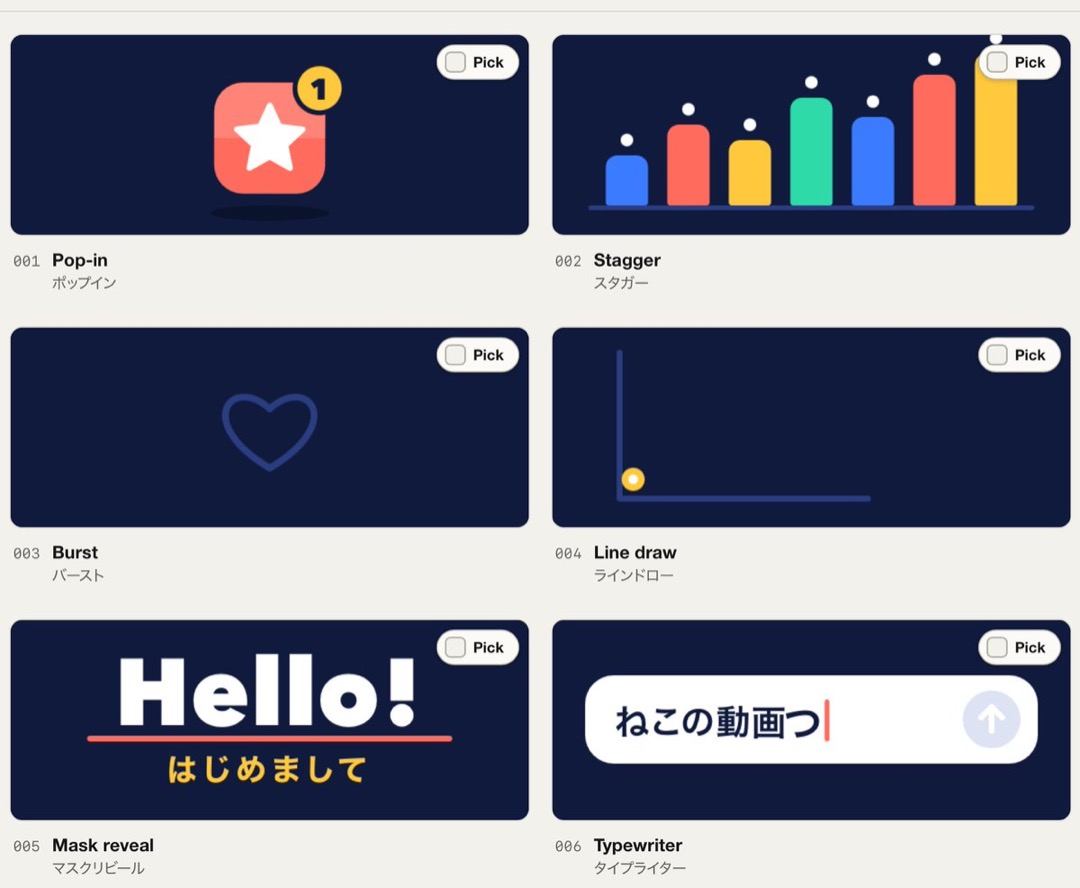 Pick
1
Pick
001 Pop-in
ポップイン
002 Stagger
スタガー
Pick
Pick
003 Burst
バースト
004 Line draw
ラインドロー
Pick
Hello!
はじめまして
Pick
ねこの動画つ
005 Mask reveal
マスクリビール
006 Typewriter
タイプライター